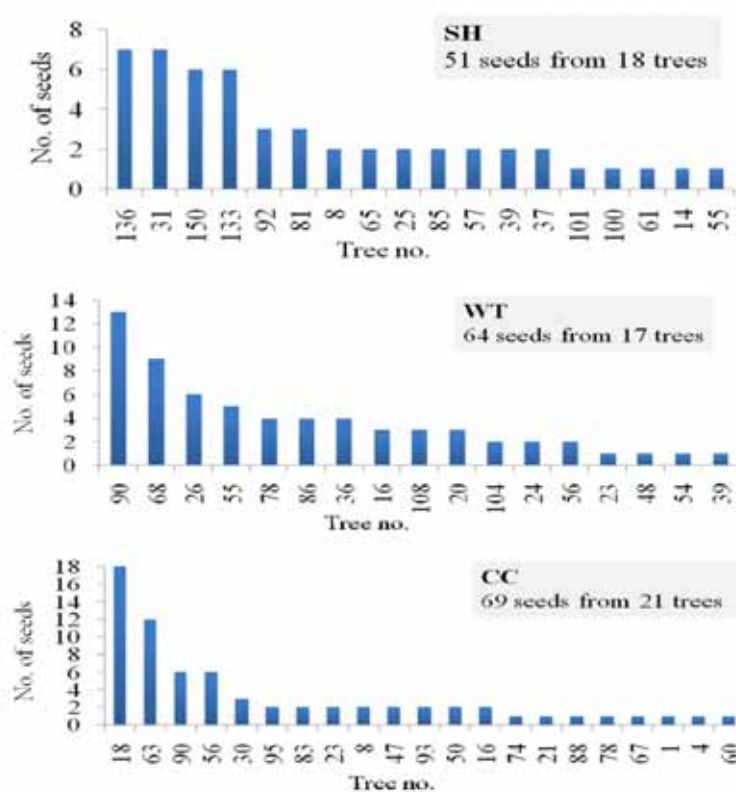 SH
51 seeds from 18 trees
No. of seeds
8
6
4
2
0
136 31 150 133 92 81 8 65 25 85 57 39 37 101 100 61 14 55
Tree no.
WT
64 seeds from 17 trees
No. of seeds
14
12
10
8
6
4
2
0
90 68 26 55 78 86 36 16 108 20 104 24 56 23 48 54 39
Tree no.
CC
69 seeds from 21 trees
No. of seeds
18
16
14
12
10
8
6
4
2
0
18 63 90 56 30 95 83 23 8 47 93 50 16 74 21 88 78 67 1 4 60
Tree no.